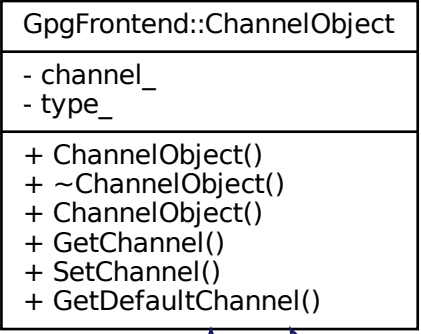 GpgFrontend::ChannelObject
- channel_
- type_
+ ChannelObject()
+ ~ChannelObject()
+ ChannelObject()
+ GetChannel()
+ SetChannel()
+ GetDefaultChannel()